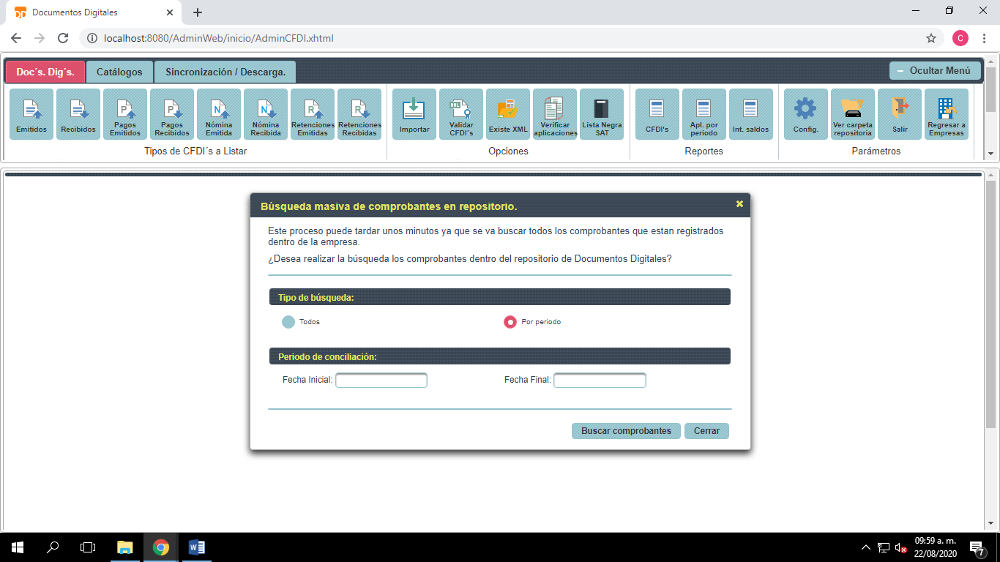 Documentos Digitales
localhost:8080/AdminWeb/inicio/AdminCFDI.xhtml
C
Doc´s. Dig´s.
Catálogos
Sincronización / Descarga.
Ocultar Menú
Emitidos
Recibidos
Pagos
Emitidos
Pagos
Recibidos
Nómina
Emitida
Nómina
Recibida
Retenciones
Emitidas
Retenciones
Recibidas
Tipos de CFDI´s a Listar
Importar
Validar
CFDI´s
Existe XML
Verificar
aplicaciones
Lista Negra
SAT
Opciones
CFDI's
Apl. por
periodo
Int. saldos
Reportes
Config.
Ver carpeta
repositoria
Salir
Regresar a
Empresas
Parámetros
Búsqueda masiva de comprobantes en repositorio.
Este proceso puede tardar unos minutos ya que se va buscar todos los comprobantes que estan registrados
dentro de la empresa.
¿Desea realizar la búsqueda los comprobantes dentro del repositorio de Documentos Digitales?
Tipo de búsqueda:
Todos
Por periodo
Periodo de conciliación:
Fecha Inicial:
Fecha Final:
Buscar comprobantes
Cerrar
09:59 a. m.
22/08/2020
7